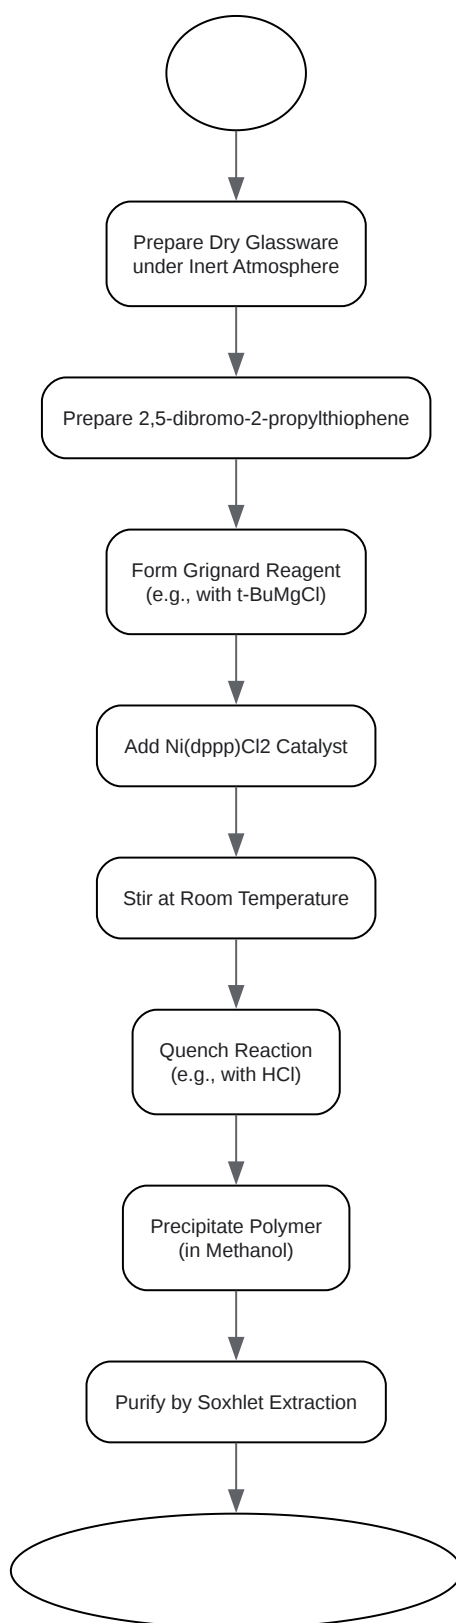 Prepare Dry Glassware
under Inert Atmosphere
Prepare 2,5-dibromo-2-propylthiophene
Form Grignard Reagent
(e.g., with t-BuMgCl)
Add Ni(dppp)Cl2 Catalyst
Stir at Room Temperature
Quench Reaction
(e.g., with HCl)
Precipitate Polymer
(in Methanol)
Purify by Soxhlet Extraction